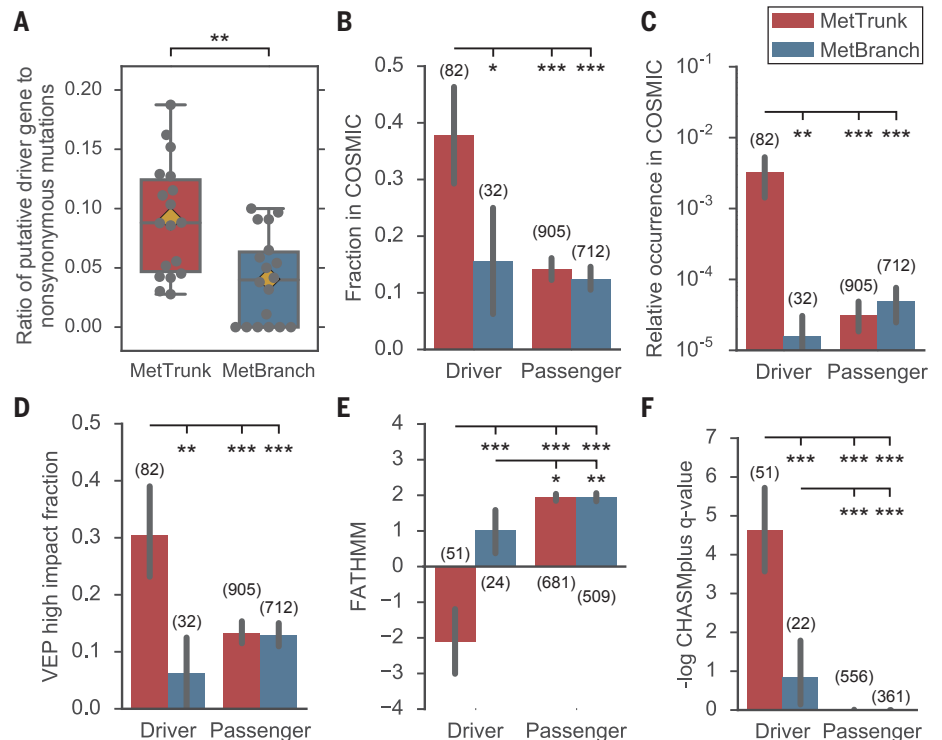 A
**
Ratio of putative driver gene to
nonsynonymous mutations
0.20
0.15
0.10
0.05
0.00
MetTrunk MetBranch
B
Fraction in COSMIC
0.5
0.4
0.3
0.2
0.1
0.0
* *** ***
(82)
(32)
(905)
(712)
Driver Passenger
MetTrunk
MetBranch
C
Relative occurrence in COSMIC
10⁻¹
10⁻²
10⁻³
10⁻⁴
10⁻⁵
** *** ***
(82)
(32)
(905)
(712)
Driver Passenger
D
VEP high impact fraction
0.5
0.4
0.3
0.2
0.1
0.0
** *** ***
(82)
(32)
(905)
(712)
Driver Passenger
E
FATHMM
4
3
2
1
0
−1
−2
−3
−4
*** *** ***
* **
(51)
(24)
(681)
(509)
Driver Passenger
F
-log CHASMplus q-value
7
6
5
4
3
2
1
0
*** *** ***
*** ***
(51)
(22)
(556)
(361)
Driver Passenger